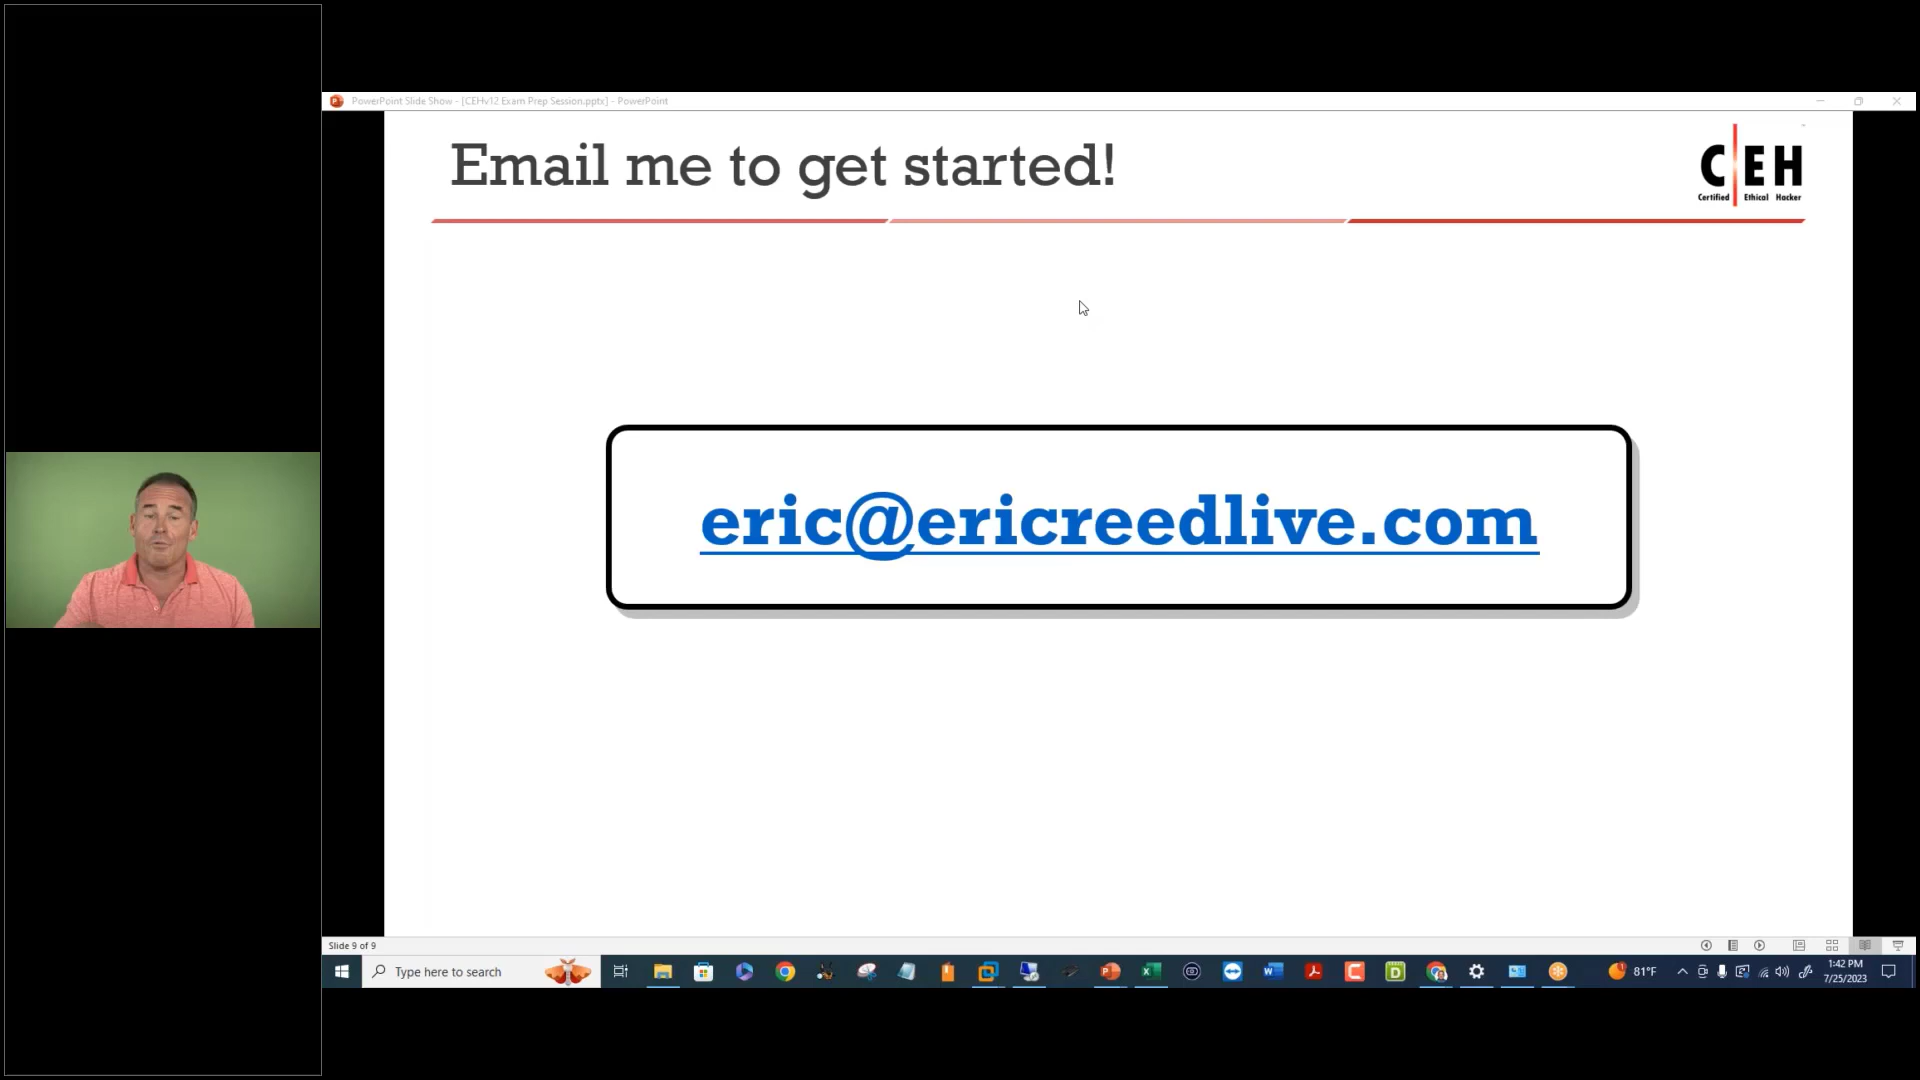 PowerPoint Slide Show - [CEHv12 Exam Prep Session.pptx] - PowerPoint
Email me to get started!
C EH
Certified Ethical Hacker
eric@ericreedlive.com
Slide 9 of 9
Type here to search
81°F
1:42 PM
7/25/2023